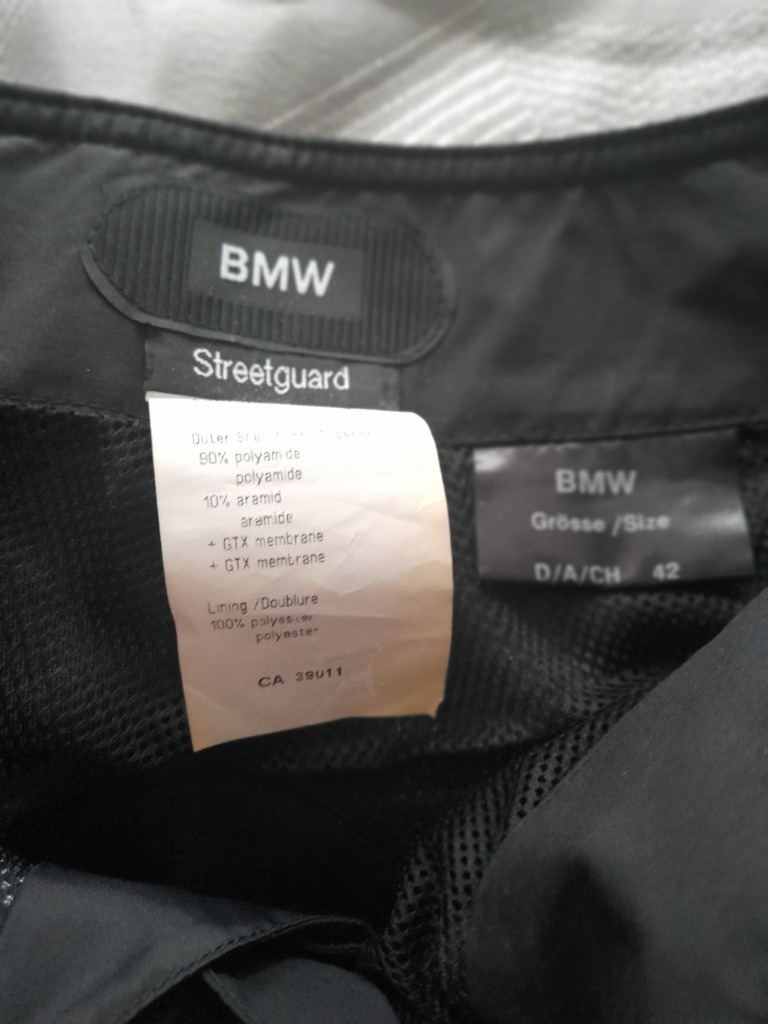 BMW
Streetguard
Outer
90% polyamide
polyamide
10% aramid
aramide
+ GTX membrane
+ GTX membrane
Lining /Doublure
100% polyester
polyester
CA 39011
BMW
Grösse /Size
D/A/CH 42